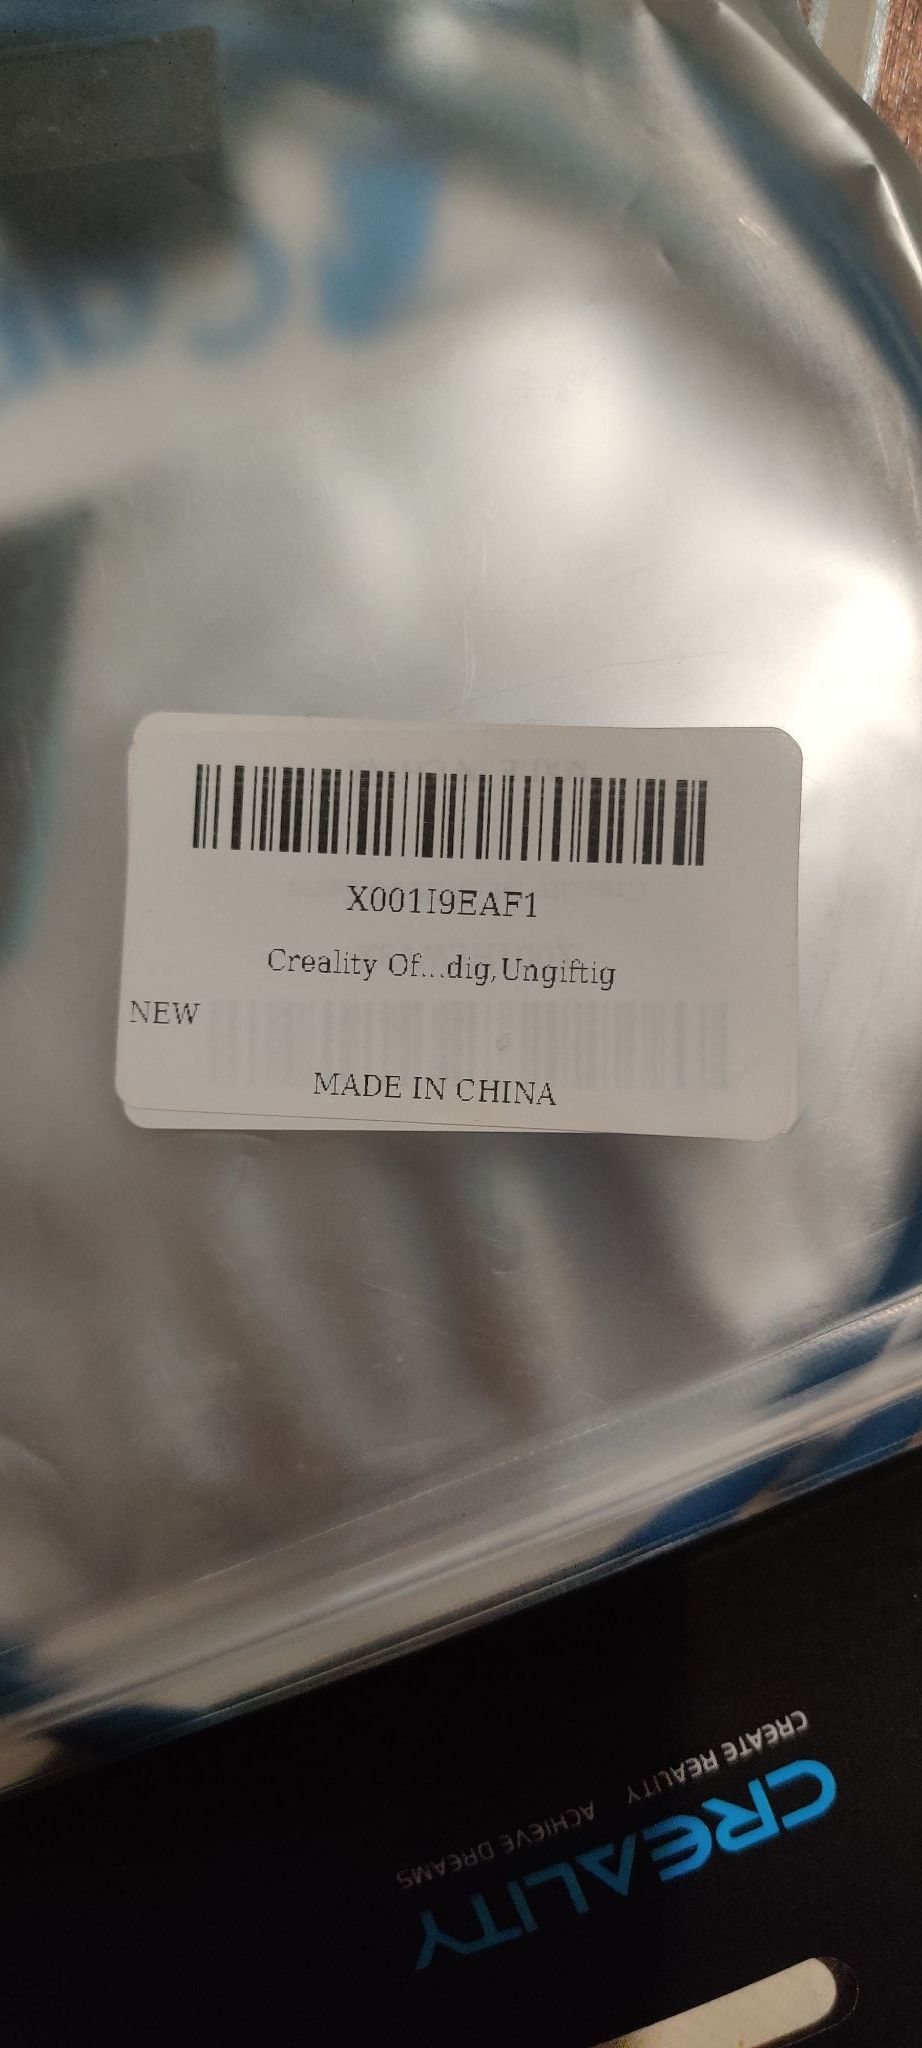 X001I9EAF1
Creality Of...dig,Ungiftig
NEW
MADE IN CHINA
CREATE REALITY ACHIEVE DREAMS
CREALITY